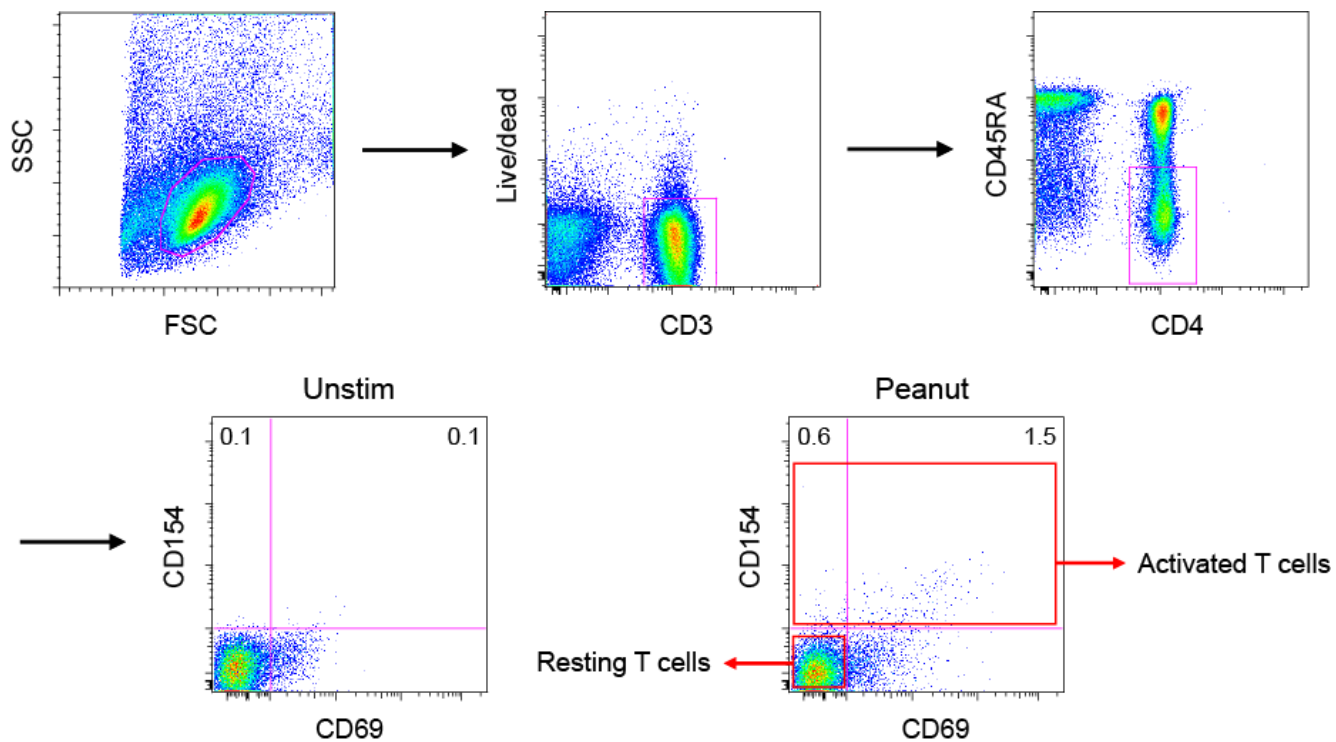 SSC
FSC
Live/dead
CD3
CD45RA
CD4
Unstim
0.1
0.1
CD154
CD69
Peanut
0.6
1.5
CD154
CD69
Activated T cells
Resting T cells